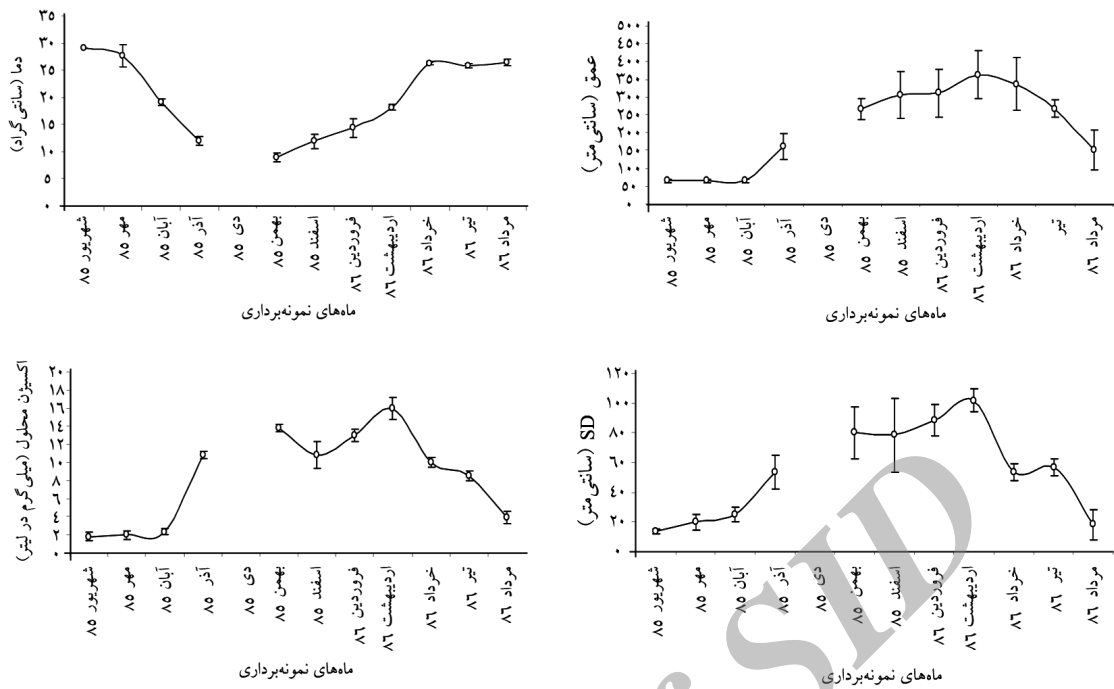 دما (سانتی‌گراد)
۳۵
۳۰
۲۵
۲۰
۱۵
۱۰
۵
۰
شهریور ۸۵
مهر ۸۵
آبان ۸۵
آذر ۸۵
دی ۸۵
بهمن ۸۵
اسفند ۸۵
فروردین ۸۶
اردیبهشت ۸۶
خرداد ۸۶
تیر ۸۶
مرداد ۸۶
ماه‌های نمونه‌برداری
عمق (سانتی‌متر)
۵۰۰
۴۵۰
۴۰۰
۳۵۰
۳۰۰
۲۵۰
۲۰۰
۱۵۰
۱۰۰
۵۰
۰
شهریور ۸۵
مهر ۸۵
آبان ۸۵
آذر ۸۵
دی ۸۵
بهمن ۸۵
اسفند ۸۵
فروردین ۸۶
اردیبهشت ۸۶
خرداد ۸۶
تیر
مرداد ۸۶
ماه‌های نمونه‌برداری
اکسیژن محلول (میلی گرم در لیتر)
۲۰
۱۸
۱۶
۱۴
۱۲
۱۰
۸
۶
۴
۲
۰
شهریور ۸۵
مهر ۸۵
آبان ۸۵
آذر ۸۵
دی ۸۵
بهمن ۸۵
اسفند ۸۵
فروردین ۸۶
اردیبهشت ۸۶
خرداد ۸۶
تیر ۸۶
مرداد ۸۶
ماه‌های نمونه‌برداری
SD (سانتی‌متر)
۱۲۰
۱۰۰
۸۰
۶۰
۴۰
۲۰
۰
شهریور ۸۵
مهر ۸۵
آبان ۸۵
آذر ۸۵
دی ۸۵
بهمن ۸۵
اسفند ۸۵
فروردین ۸۶
اردیبهشت ۸۶
خرداد ۸۶
تیر ۸۶
مرداد ۸۶
ماه‌های نمونه‌برداری
SID